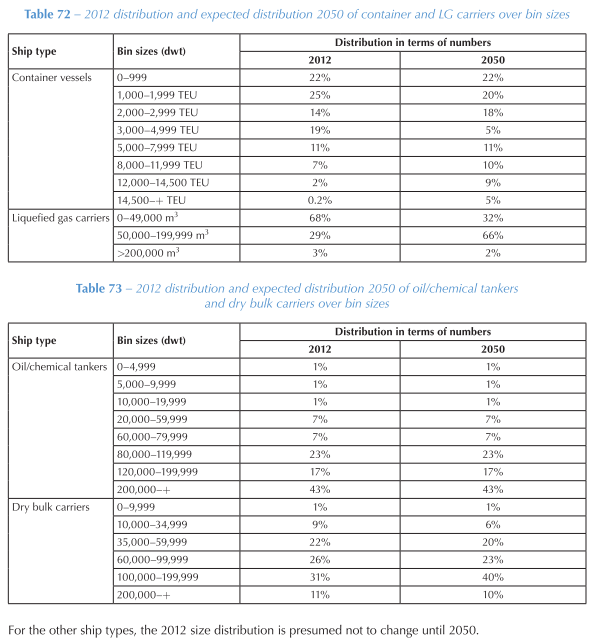 Table 72 – 2012 distribution and expected distribution 2050 of container and LG carriers over bin sizes
Ship type Bin sizes (dwt) Distribution in terms of numbers
2012 2050
Container vessels 0–999 22% 22%
1,000–1,999 TEU 25% 20%
2,000–2,999 TEU 14% 18%
3,000–4,999 TEU 19% 5%
5,000–7,999 TEU 11% 11%
8,000–11,999 TEU 7% 10%
12,000–14,500 TEU 2% 9%
14,500–+ TEU 0.2% 5%
Liquefied gas carriers 0–49,000 m³ 68% 32%
50,000–199,999 m³ 29% 66%
>200,000 m³ 3% 2%
Table 73 – 2012 distribution and expected distribution 2050 of oil/chemical tankers
and dry bulk carriers over bin sizes
Ship type Bin sizes (dwt) Distribution in terms of numbers
2012 2050
Oil/chemical tankers 0–4,999 1% 1%
5,000–9,999 1% 1%
10,000–19,999 1% 1%
20,000–59,999 7% 7%
60,000–79,999 7% 7%
80,000–119,999 23% 23%
120,000–199,999 17% 17%
200,000–+ 43% 43%
Dry bulk carriers 0–9,999 1% 1%
10,000–34,999 9% 6%
35,000–59,999 22% 20%
60,000–99,999 26% 23%
100,000–199,999 31% 40%
200,000–+ 11% 10%
For the other ship types, the 2012 size distribution is presumed not to change until 2050.